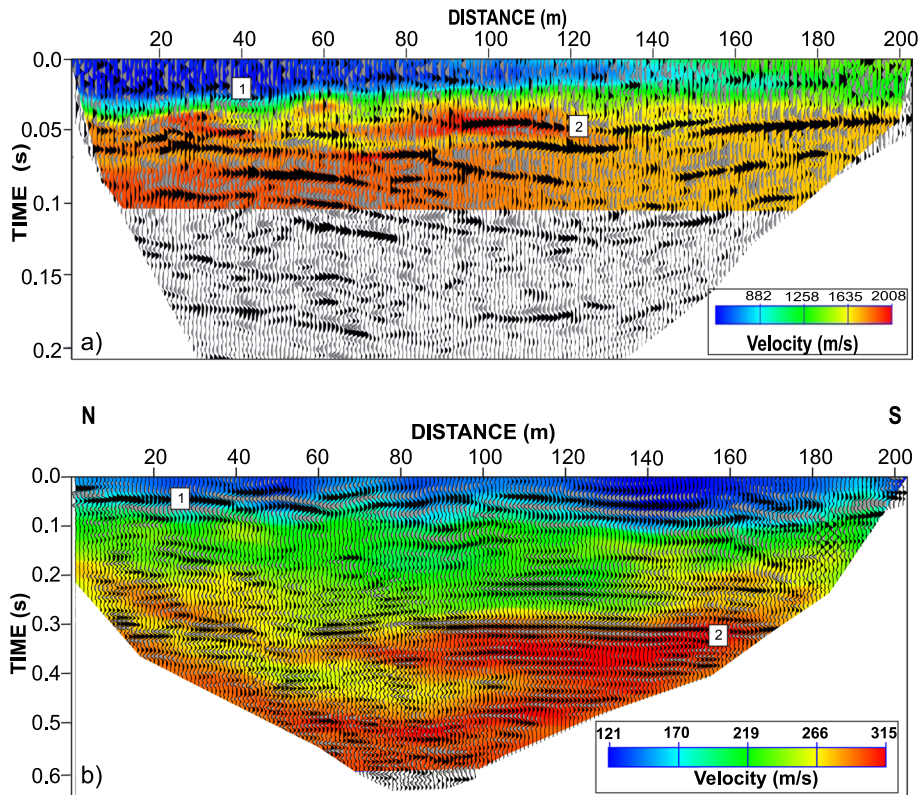 DISTANCE (m)
20 40 60 80 100 120 140 160 180 200
0.0
1
0.05
2
TIME (s)
0.1
0.15
882 1258 1635 2008
Velocity (m/s)
0.2
a)
N S
DISTANCE (m)
20 40 60 80 100 120 140 160 180 200
0.0
1
0.1
0.2
TIME (s)
0.3
2
0.4
0.5
121 170 219 266 315
Velocity (m/s)
0.6
b)